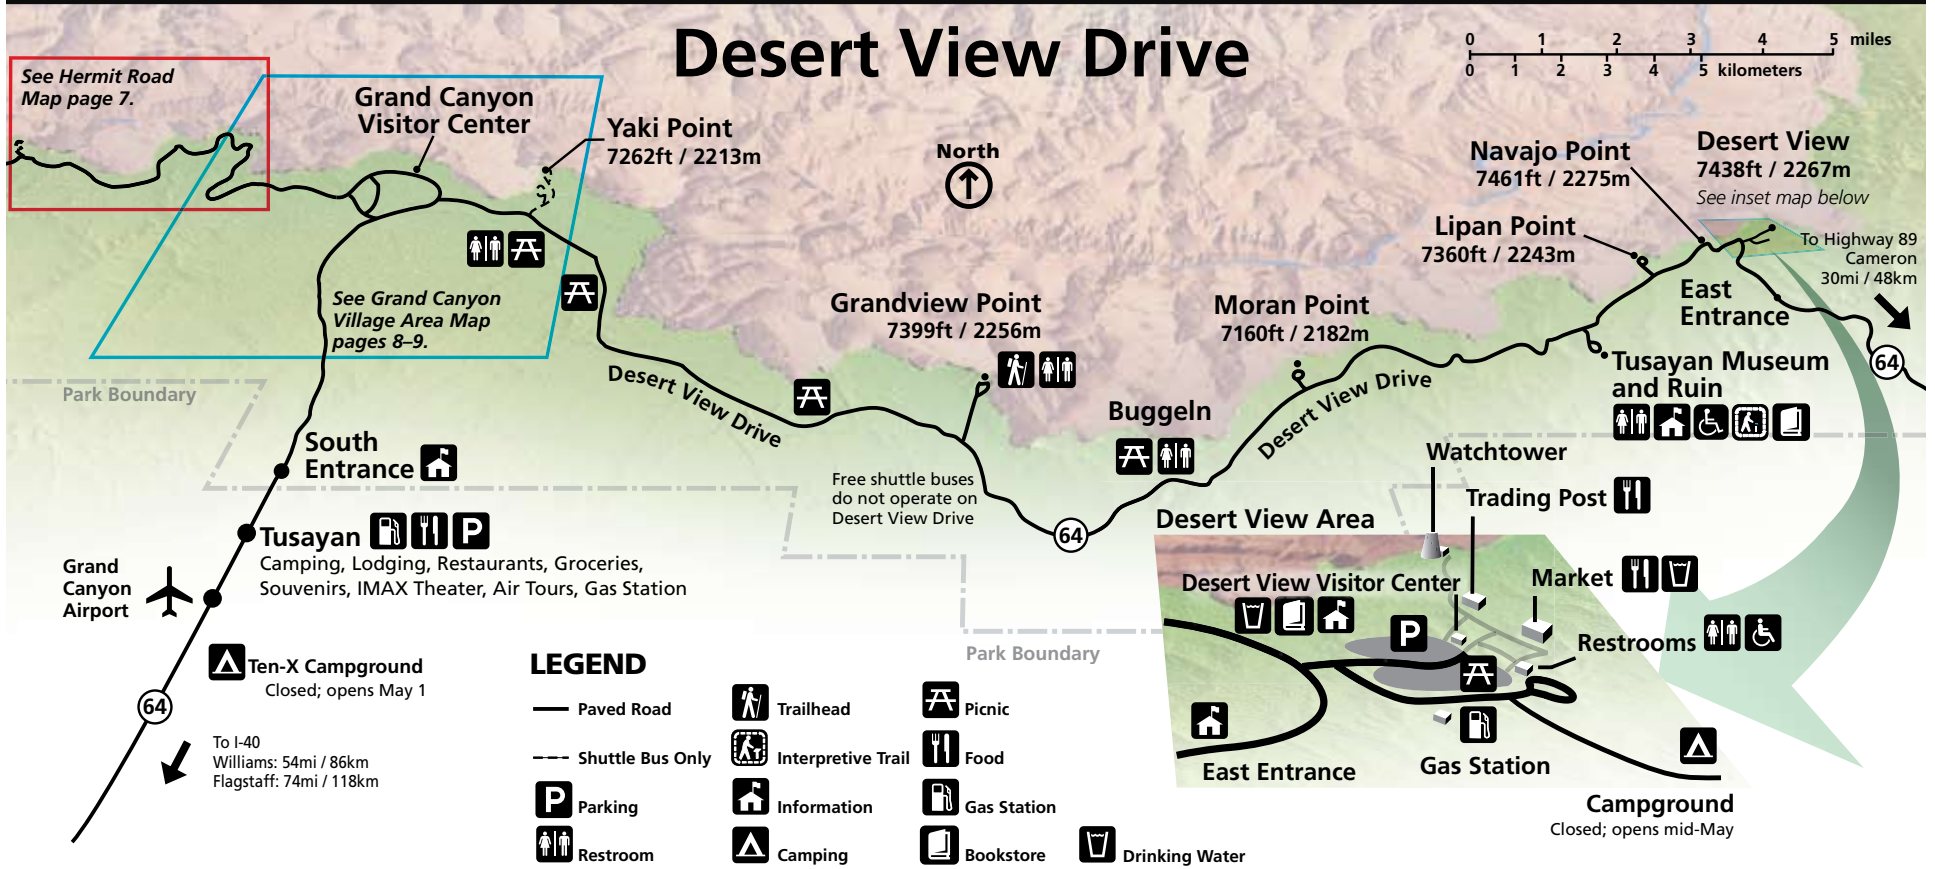 Desert View Drive
0 1 2 3 4 5 miles
0 1 2 3 4 5 kilometers
See Hermit Road
Map page 7.
Grand Canyon
Visitor Center
Yaki Point
7262ft / 2213m
North
Navajo Point
7461ft / 2275m
Desert View
7438ft / 2267m
See inset map below
Lipan Point
7360ft / 2243m
To Highway 89
Cameron
30mi / 48km
East
Entrance
64
See Grand Canyon
Village Area Map
pages 8–9.
Grandview Point
7399ft / 2256m
Moran Point
7160ft / 2182m
Tusayan Museum
and Ruin
Park Boundary
Desert View Drive
Desert View Drive
Buggeln
South
Entrance
Free shuttle buses
do not operate on
Desert View Drive
64
Tusayan
P
Camping, Lodging, Restaurants, Groceries,
Souvenirs, IMAX Theater, Air Tours, Gas Station
Grand
Canyon
Airport
Ten-X Campground
Closed; opens May 1
64
To I-40
Williams: 54mi / 86km
Flagstaff: 74mi / 118km
Park Boundary
Watchtower
Trading Post
Desert View Area
Desert View Visitor Center
Market
P
Restrooms
East Entrance
Gas Station
Campground
Closed; opens mid-May
LEGEND
Paved Road
Shuttle Bus Only
P Parking
Restroom
Trailhead
Interpretive Trail
Information
Camping
Picnic
Food
Gas Station
Bookstore
Drinking Water